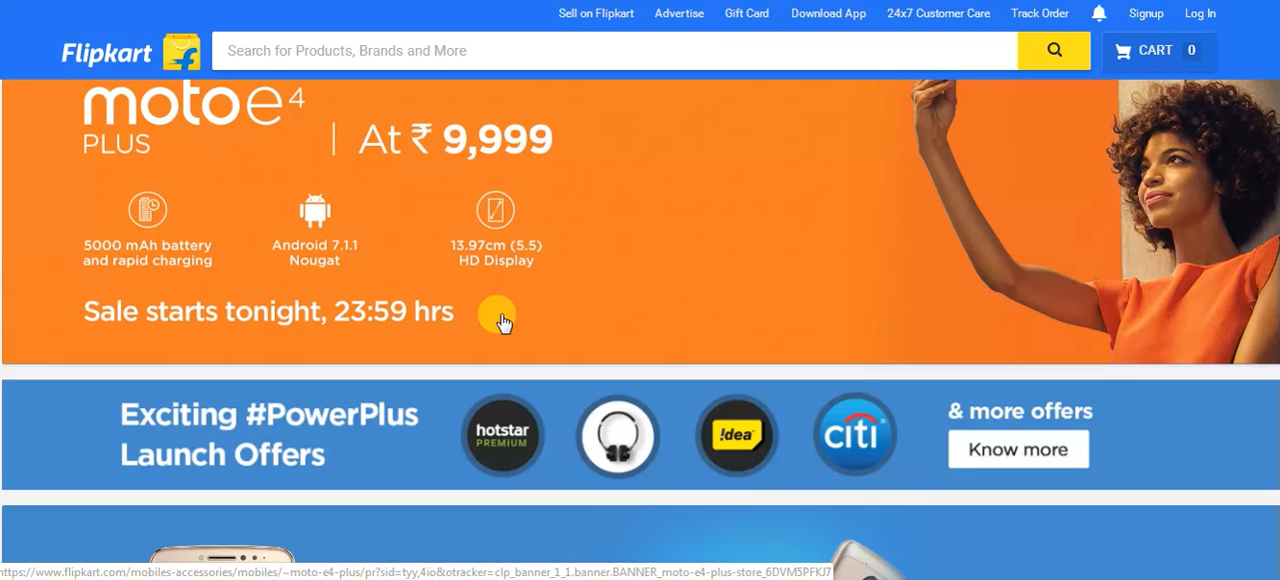 Sell on Flipkart Advertise Gift Card Download App 24x7 Customer Care Track Order Signup Log In
Flipkart Search for Products, Brands and More CART 0
moto e4
PLUS
At ₹ 9,999
5000 mAh battery
and rapid charging
Android 7.1.1
Nougat
13.97cm (5.5)
HD Display
Sale starts tonight, 23:59 hrs
Exciting #PowerPlus
Launch Offers
hotstar
PREMIUM
!dea
citi
& more offers
Know more
https://www.flipkart.com/mobiles-accessories/mobiles/~moto-e4-plus/pr?sid=tyy,4io&otracker=clp_banner_1_1.banner.BANNER_moto-e4-plus-store_6DVM5PFKJ7